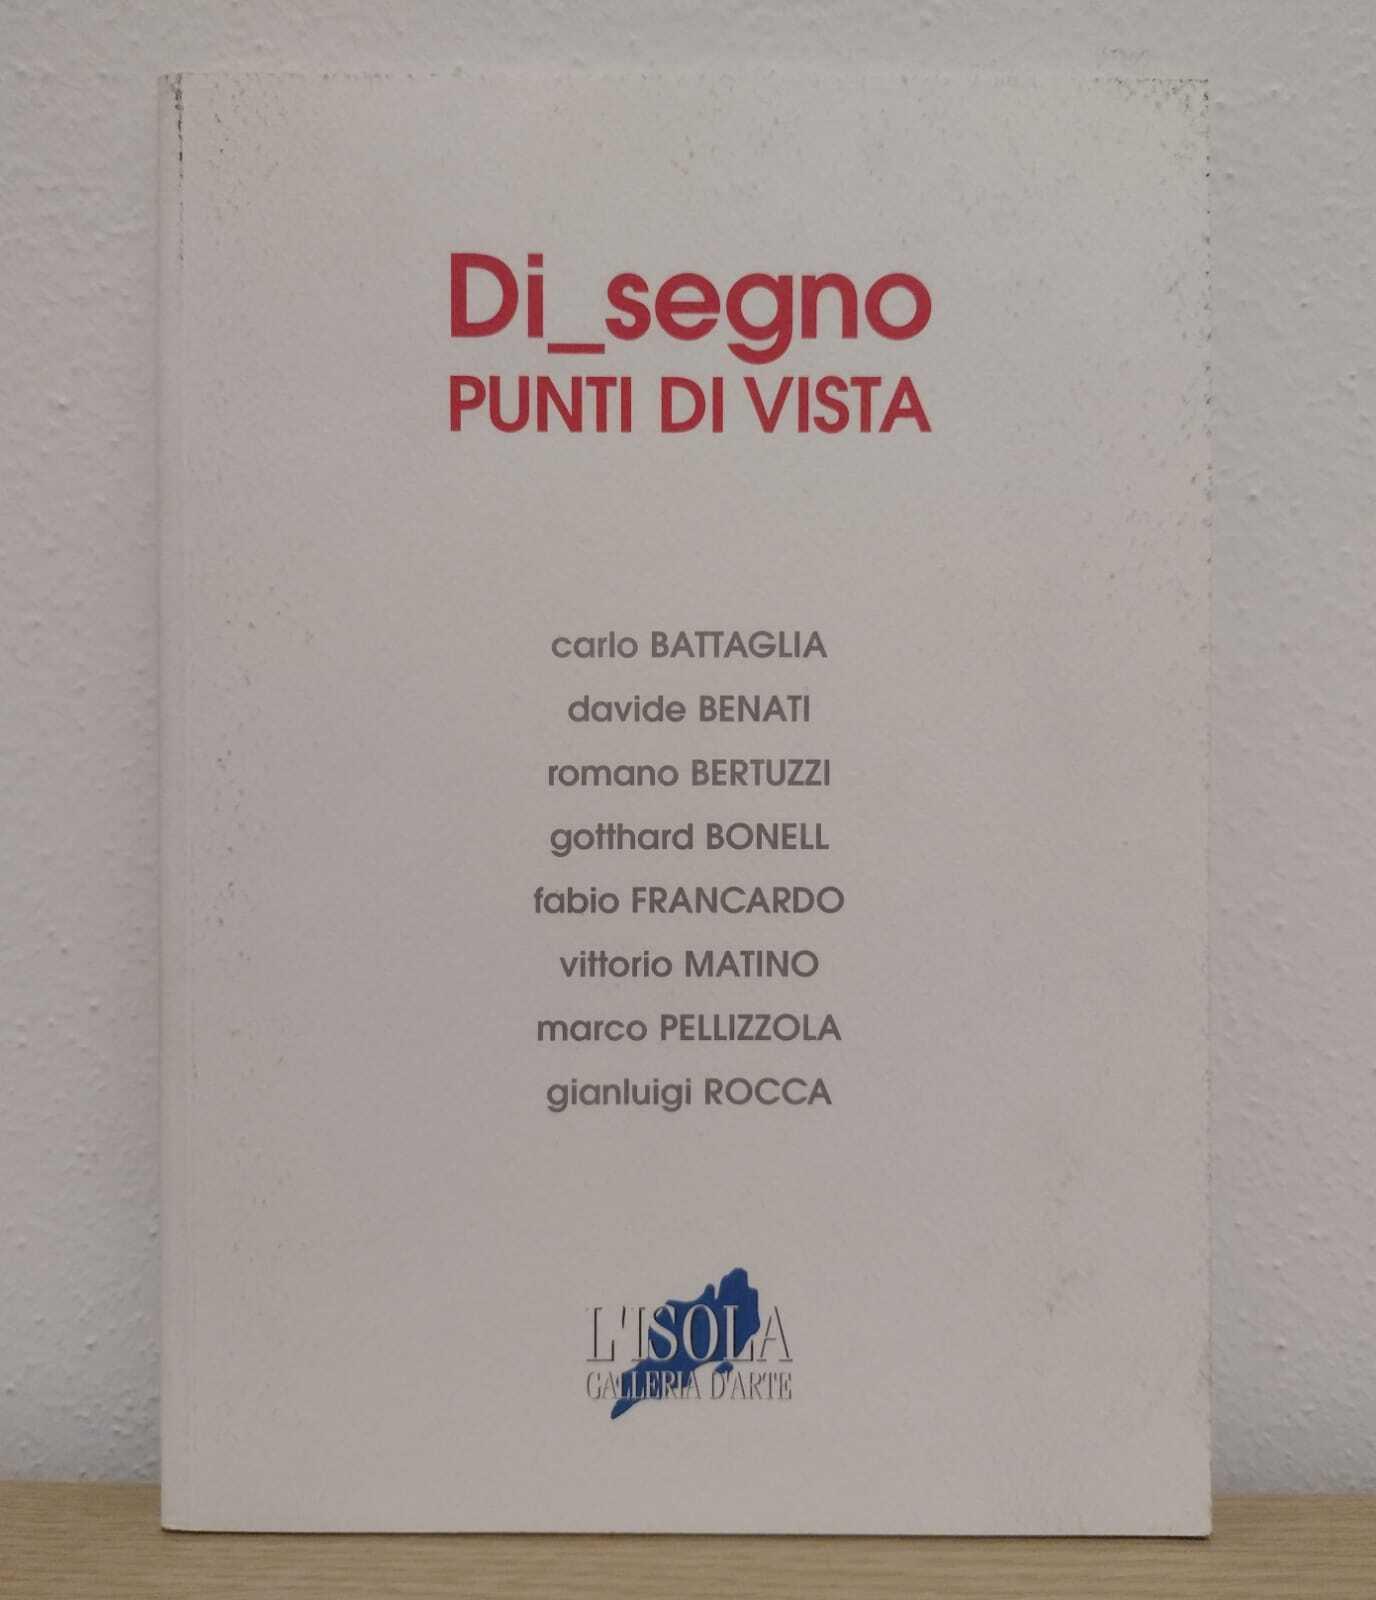 Di_segno
PUNTI DI VISTA
carlo BATTAGLIA
davide BENATI
romano BERTUZZI
gotthard BONELL
fabio FRANCARDO
vittorio MATINO
marco PELLIZZOLA
gianluigi ROCCA
L'ISOLA
GALLERIA D'ARTE